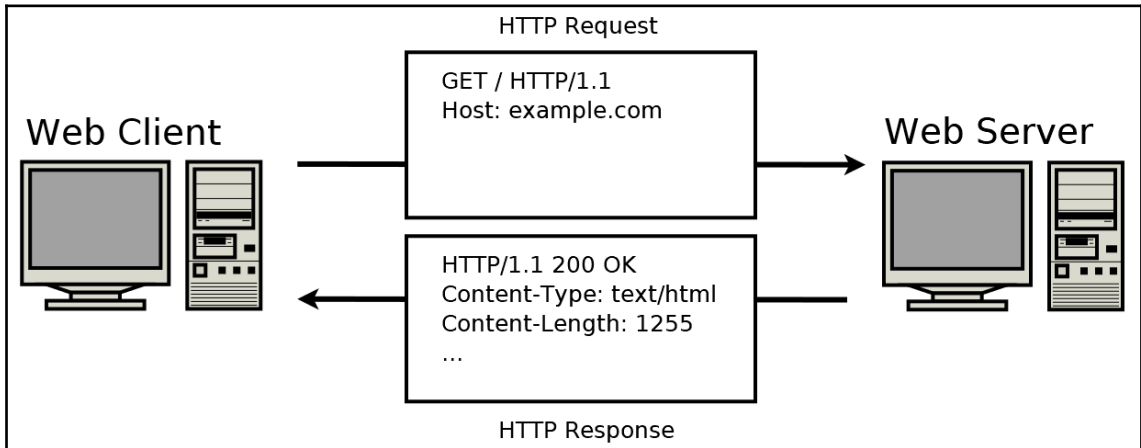 HTTP Request
GET / HTTP/1.1
Host: example.com
Web Client
Web Server
HTTP/1.1 200 OK
Content-Type: text/html
Content-Length: 1255
...
HTTP Response